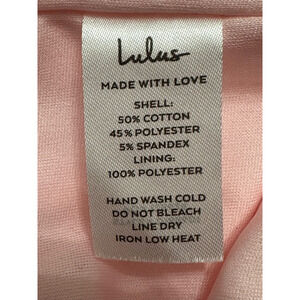 Lulus
MADE WITH LOVE
SHELL:
50% COTTON
45% POLYESTER
5% SPANDEX
LINING:
100% POLYESTER
HAND WASH COLD
DO NOT BLEACH
LINE DRY
IRON LOW HEAT